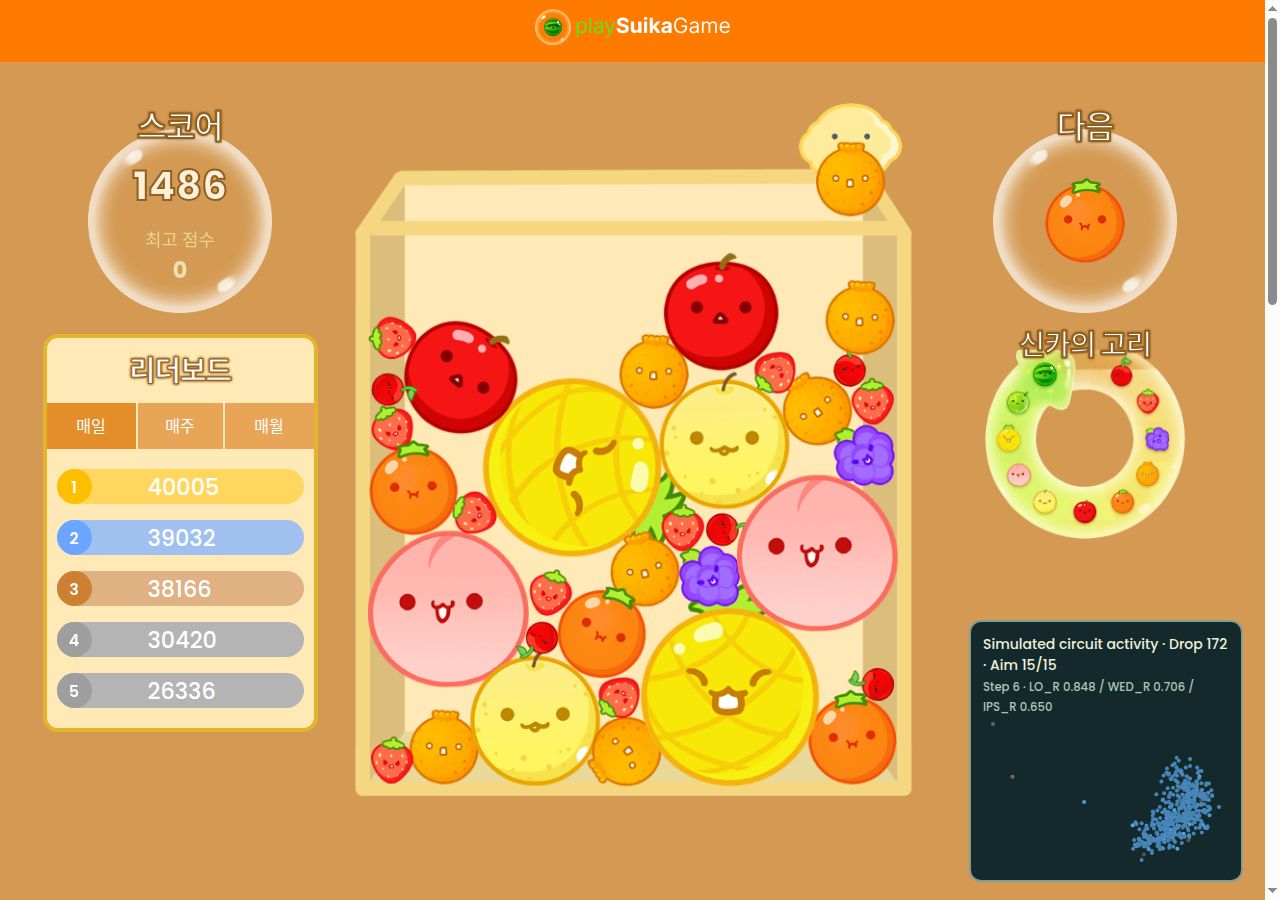 playSuikaGame
스코어
1486
최고 점수
0
리더보드
매일 매주 매월
1 40005
2 39032
3 38166
4 30420
5 26336
다음
신카의 고리
Simulated circuit activity · Drop 172
· Aim 15/15
Step 6 · LO_R 0.848 / WED_R 0.706 /
IPS_R 0.650